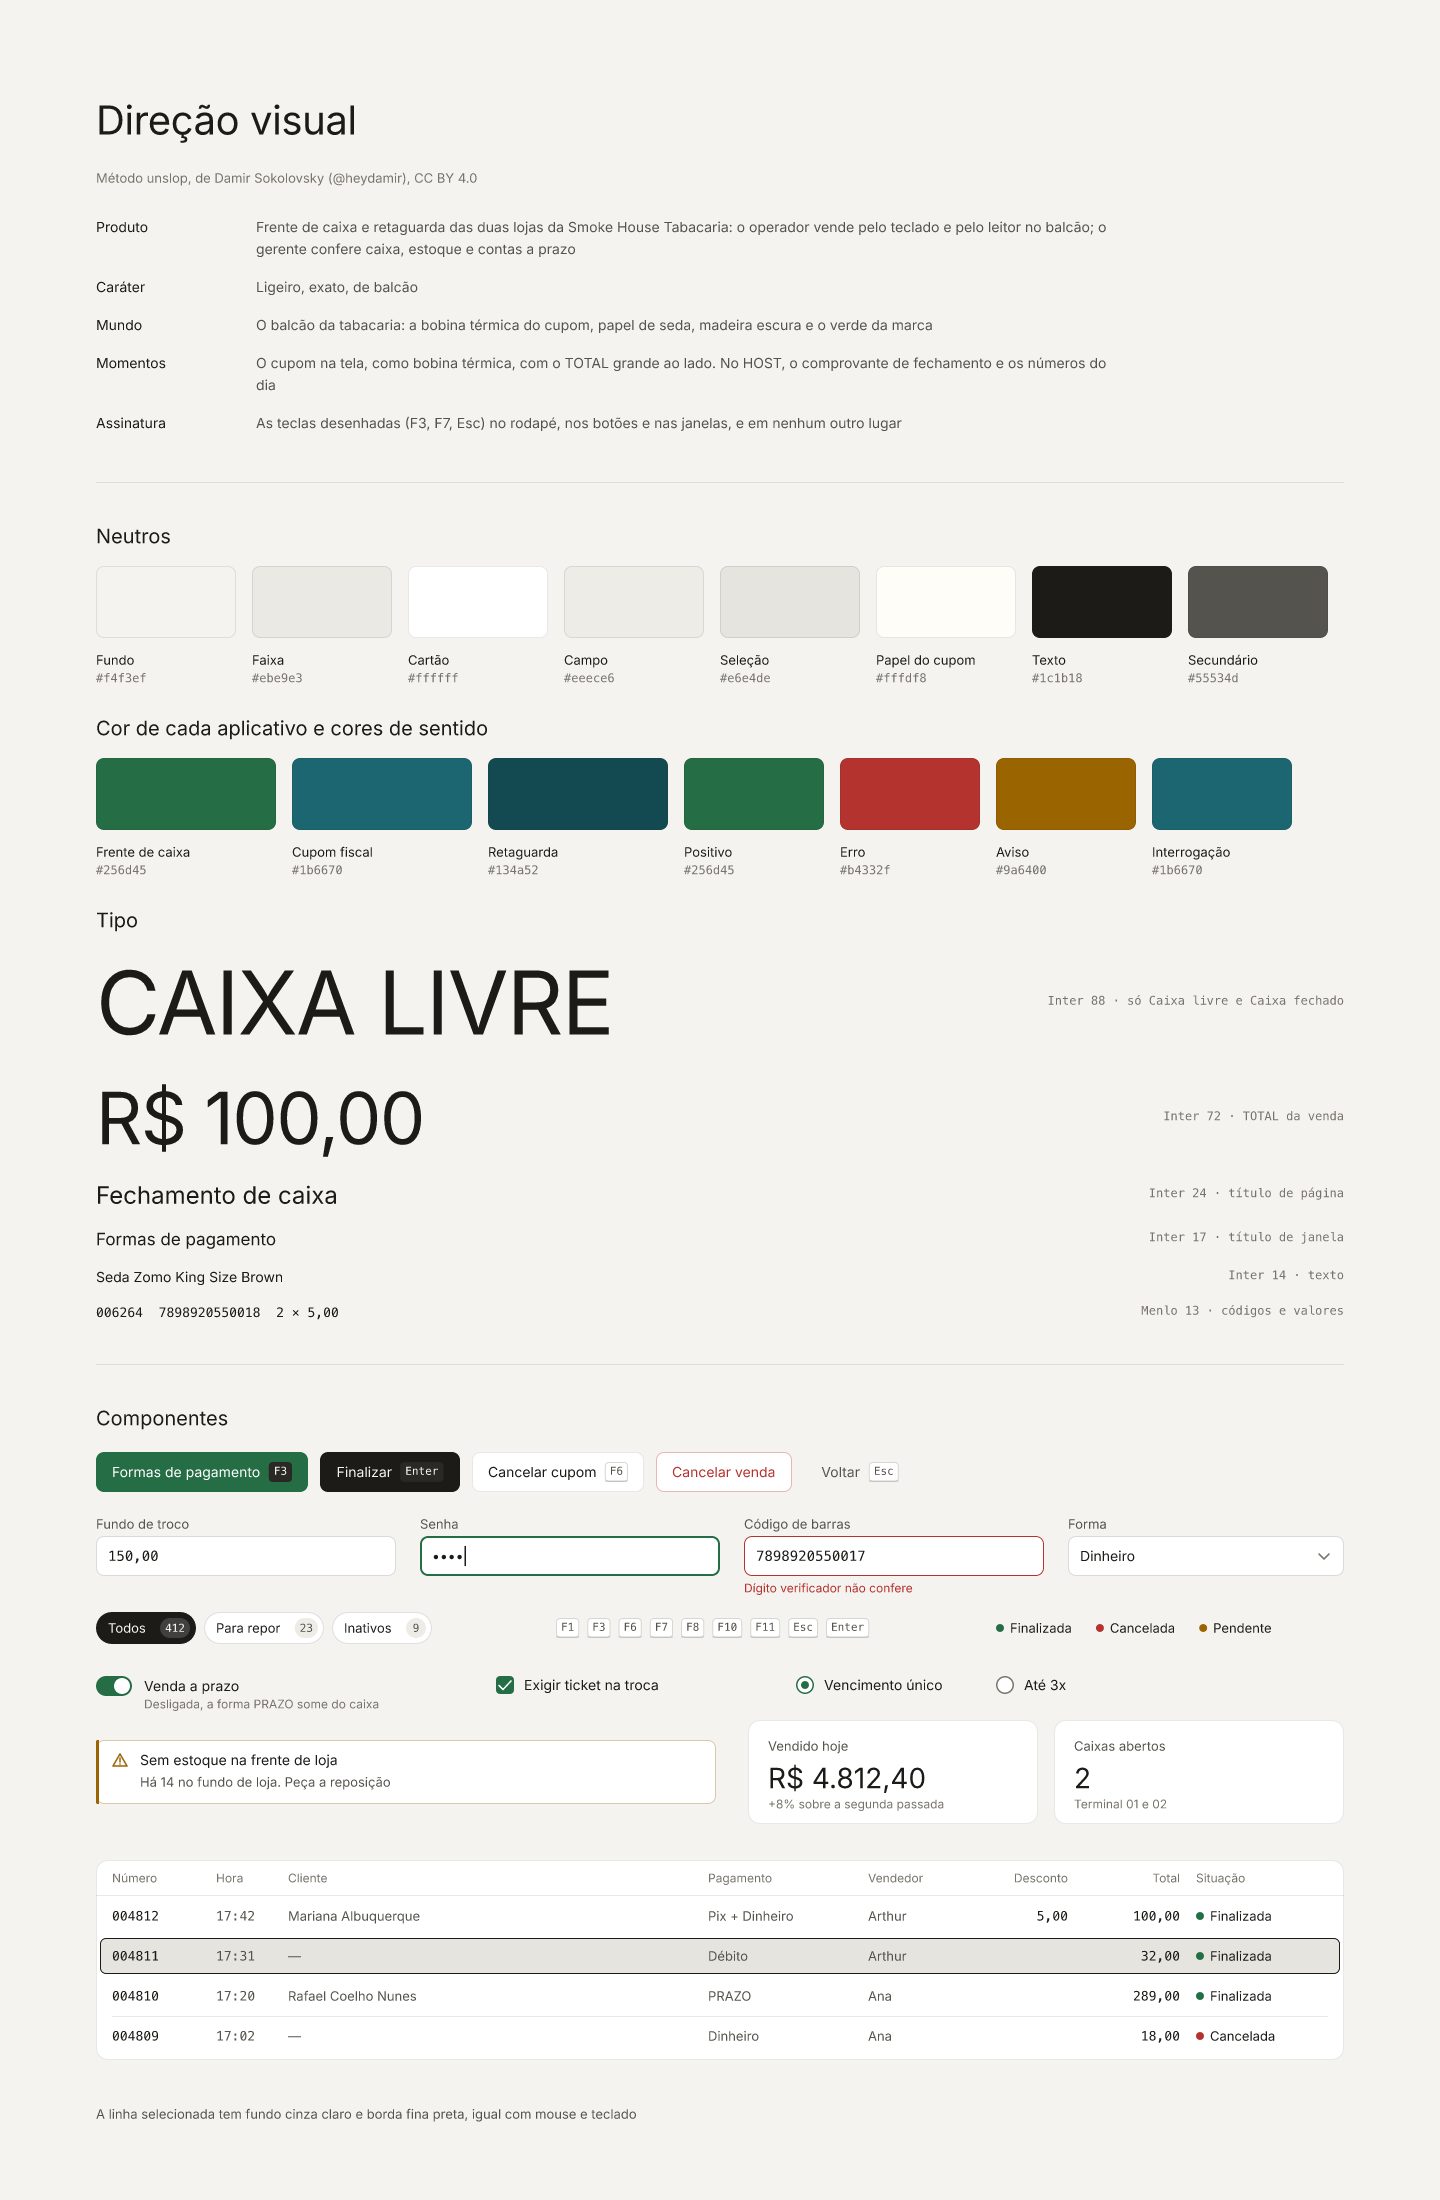 Direção visual
Método unslop, de Damir Sokolovsky (@heydamir), CC BY 4.0
Produto
Frente de caixa e retaguarda das duas lojas da Smoke House Tabacaria: o operador vende pelo teclado e pelo leitor no balcão; o
gerente confere caixa, estoque e contas a prazo
Caráter
Ligeiro, exato, de balcão
Mundo
O balcão da tabacaria: a bobina térmica do cupom, papel de seda, madeira escura e o verde da marca
Momentos
O cupom na tela, como bobina térmica, com o TOTAL grande ao lado. No HOST, o comprovante de fechamento e os números do
dia
Assinatura
As teclas desenhadas (F3, F7, Esc) no rodapé, nos botões e nas janelas, e em nenhum outro lugar
Neutros
Fundo
#f4f3ef
Faixa
#ebe9e3
Cartão
#ffffff
Campo
#eeece6
Seleção
#e6e4de
Papel do cupom
#fffdf8
Texto
#1c1b18
Secundário
#55534d
Cor de cada aplicativo e cores de sentido
Frente de caixa
#256d45
Cupom fiscal
#1b6670
Retaguarda
#134a52
Positivo
#256d45
Erro
#b4332f
Aviso
#9a6400
Interrogação
#1b6670
Tipo
CAIXA LIVRE
Inter 88 · só Caixa livre e Caixa fechado
R$ 100,00
Inter 72 · TOTAL da venda
Fechamento de caixa
Inter 24 · título de página
Formas de pagamento
Inter 17 · título de janela
Seda Zomo King Size Brown
Inter 14 · texto
006264 7898920550018 2 × 5,00
Menlo 13 · códigos e valores
Componentes
Formas de pagamento F3
Finalizar Enter
Cancelar cupom F6
Cancelar venda
Voltar Esc
Fundo de troco
150,00
Senha
••••
Código de barras
7898920550017
Dígito verificador não confere
Forma
Dinheiro
Todos 412
Para repor 23
Inativos 9
F1 F3 F6 F7 F8 F10 F11 Esc Enter
Finalizada
Cancelada
Pendente
Venda a prazo
Desligada, a forma PRAZO some do caixa
Exigir ticket na troca
Vencimento único
Até 3x
Sem estoque na frente de loja
Há 14 no fundo de loja. Peça a reposição
Vendido hoje
R$ 4.812,40
+8% sobre a segunda passada
Caixas abertos
2
Terminal 01 e 02
Número Hora Cliente Pagamento Vendedor Desconto Total Situação
004812 17:42 Mariana Albuquerque Pix + Dinheiro Arthur 5,00 100,00 Finalizada
004811 17:31 — Débito Arthur 32,00 Finalizada
004810 17:20 Rafael Coelho Nunes PRAZO Ana 289,00 Finalizada
004809 17:02 — Dinheiro Ana 18,00 Cancelada
A linha selecionada tem fundo cinza claro e borda fina preta, igual com mouse e teclado